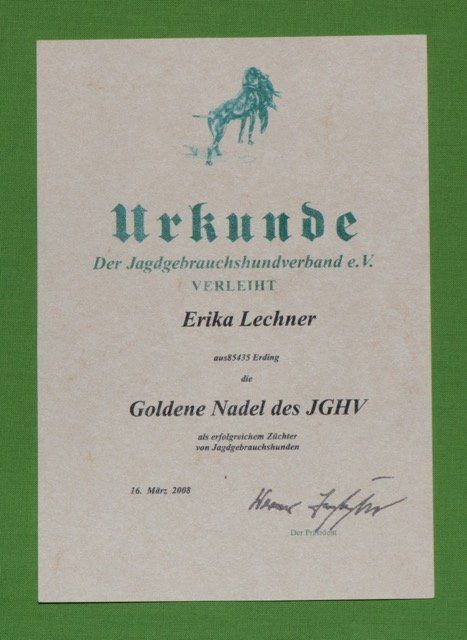 Urkunde
Der Jagdgebrauchshundverband e.V.
VERLEIHT
Erika Lechner
aus85435 Erding
die
Goldene Nadel des JGHV
als erfolgreichem Züchter
von Jagdgebrauchshunden
16. März 2008
Werner
Der Präsident